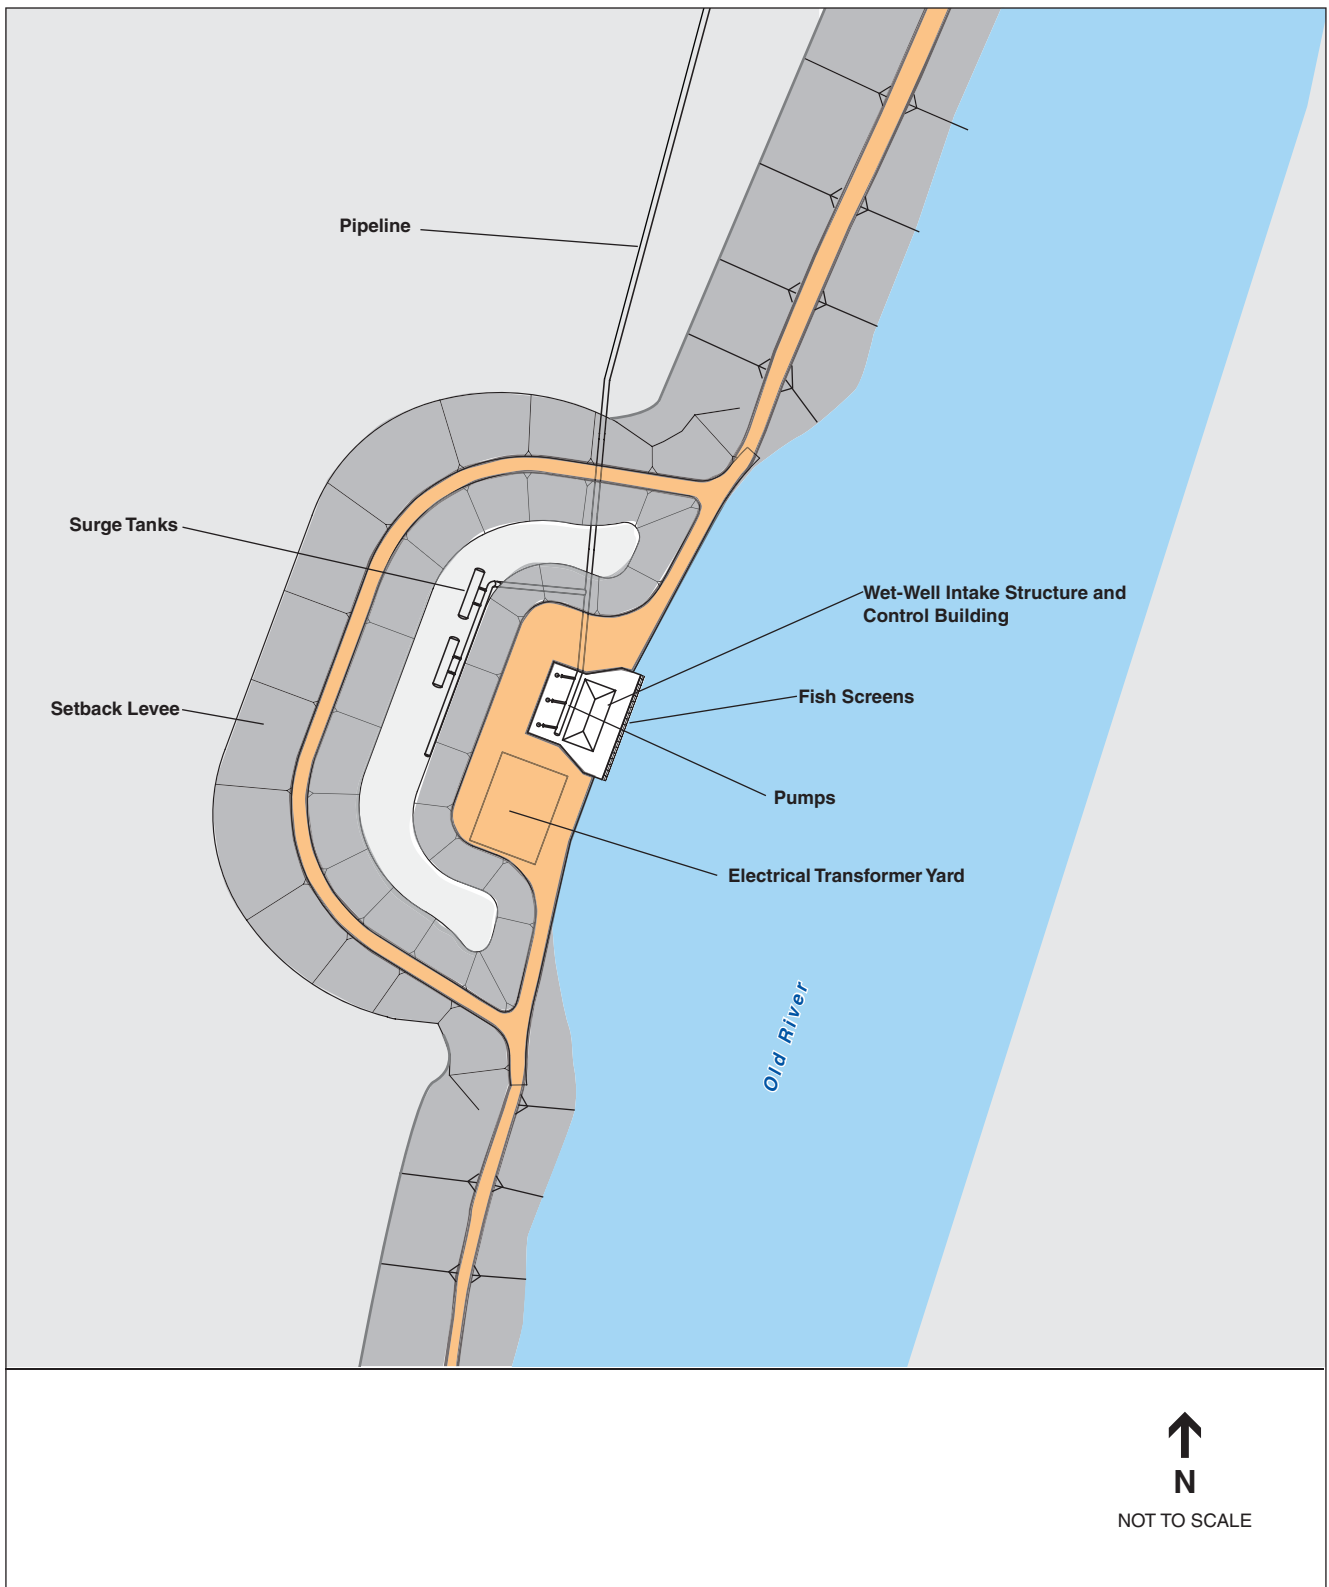 Pipeline
Surge Tanks
Wet-Well Intake Structure and
Control Building
Fish Screens
Setback Levee
Pumps
Electrical Transformer Yard
Old River
N
NOT TO SCALE